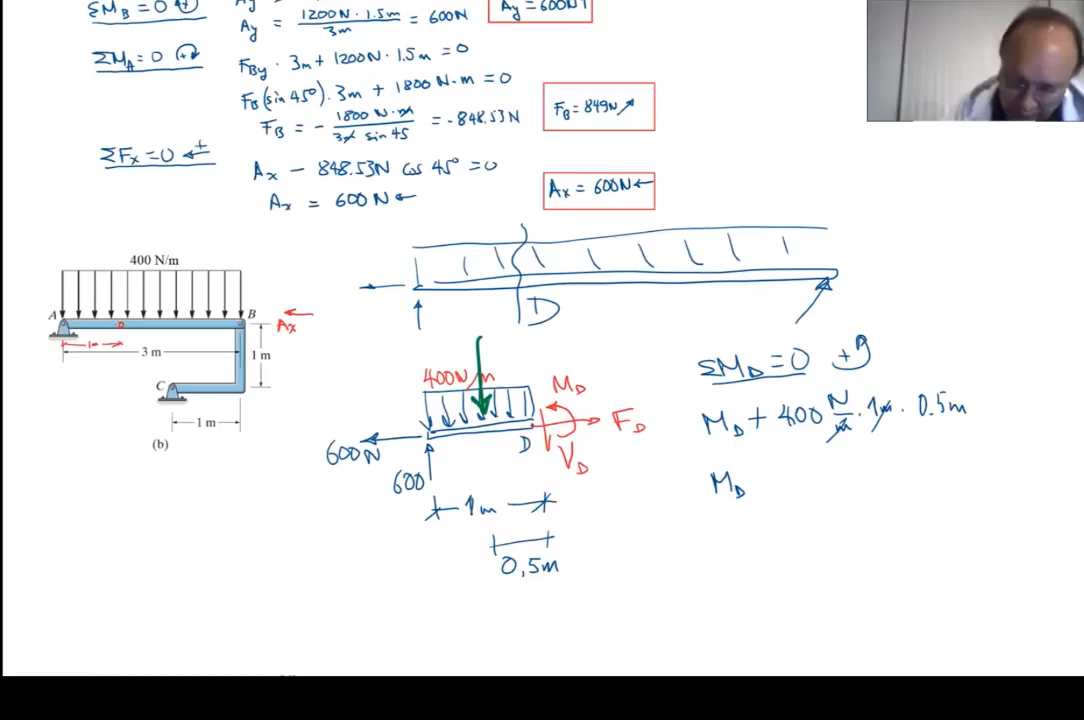 ΣM_B = 0
A_y = 1200N · 1.5m / 3m = 600N
A_y = 600N↑
ΣM_A = 0
F_By · 3m + 1200N · 1.5m = 0
F_B (sin 45°) · 3m + 1800 N·m = 0
F_B = - 1800 N·m / 3m sin 45 = -848.53N
F_B = 849N ↗
ΣF_x = 0 +
A_x - 848.53N cos 45° = 0
A_x = 600N ←
A_x = 600N ←
400 N/m
A
B
D
A_x
1m
3 m
1 m
C
1 m
(b)
D
400N/m
M_D
F_D
V_D
D
A
600N
600
1m
0,5m
ΣM_D = 0 +
M_D + 400 N/m · 1m · 0.5m
M_D